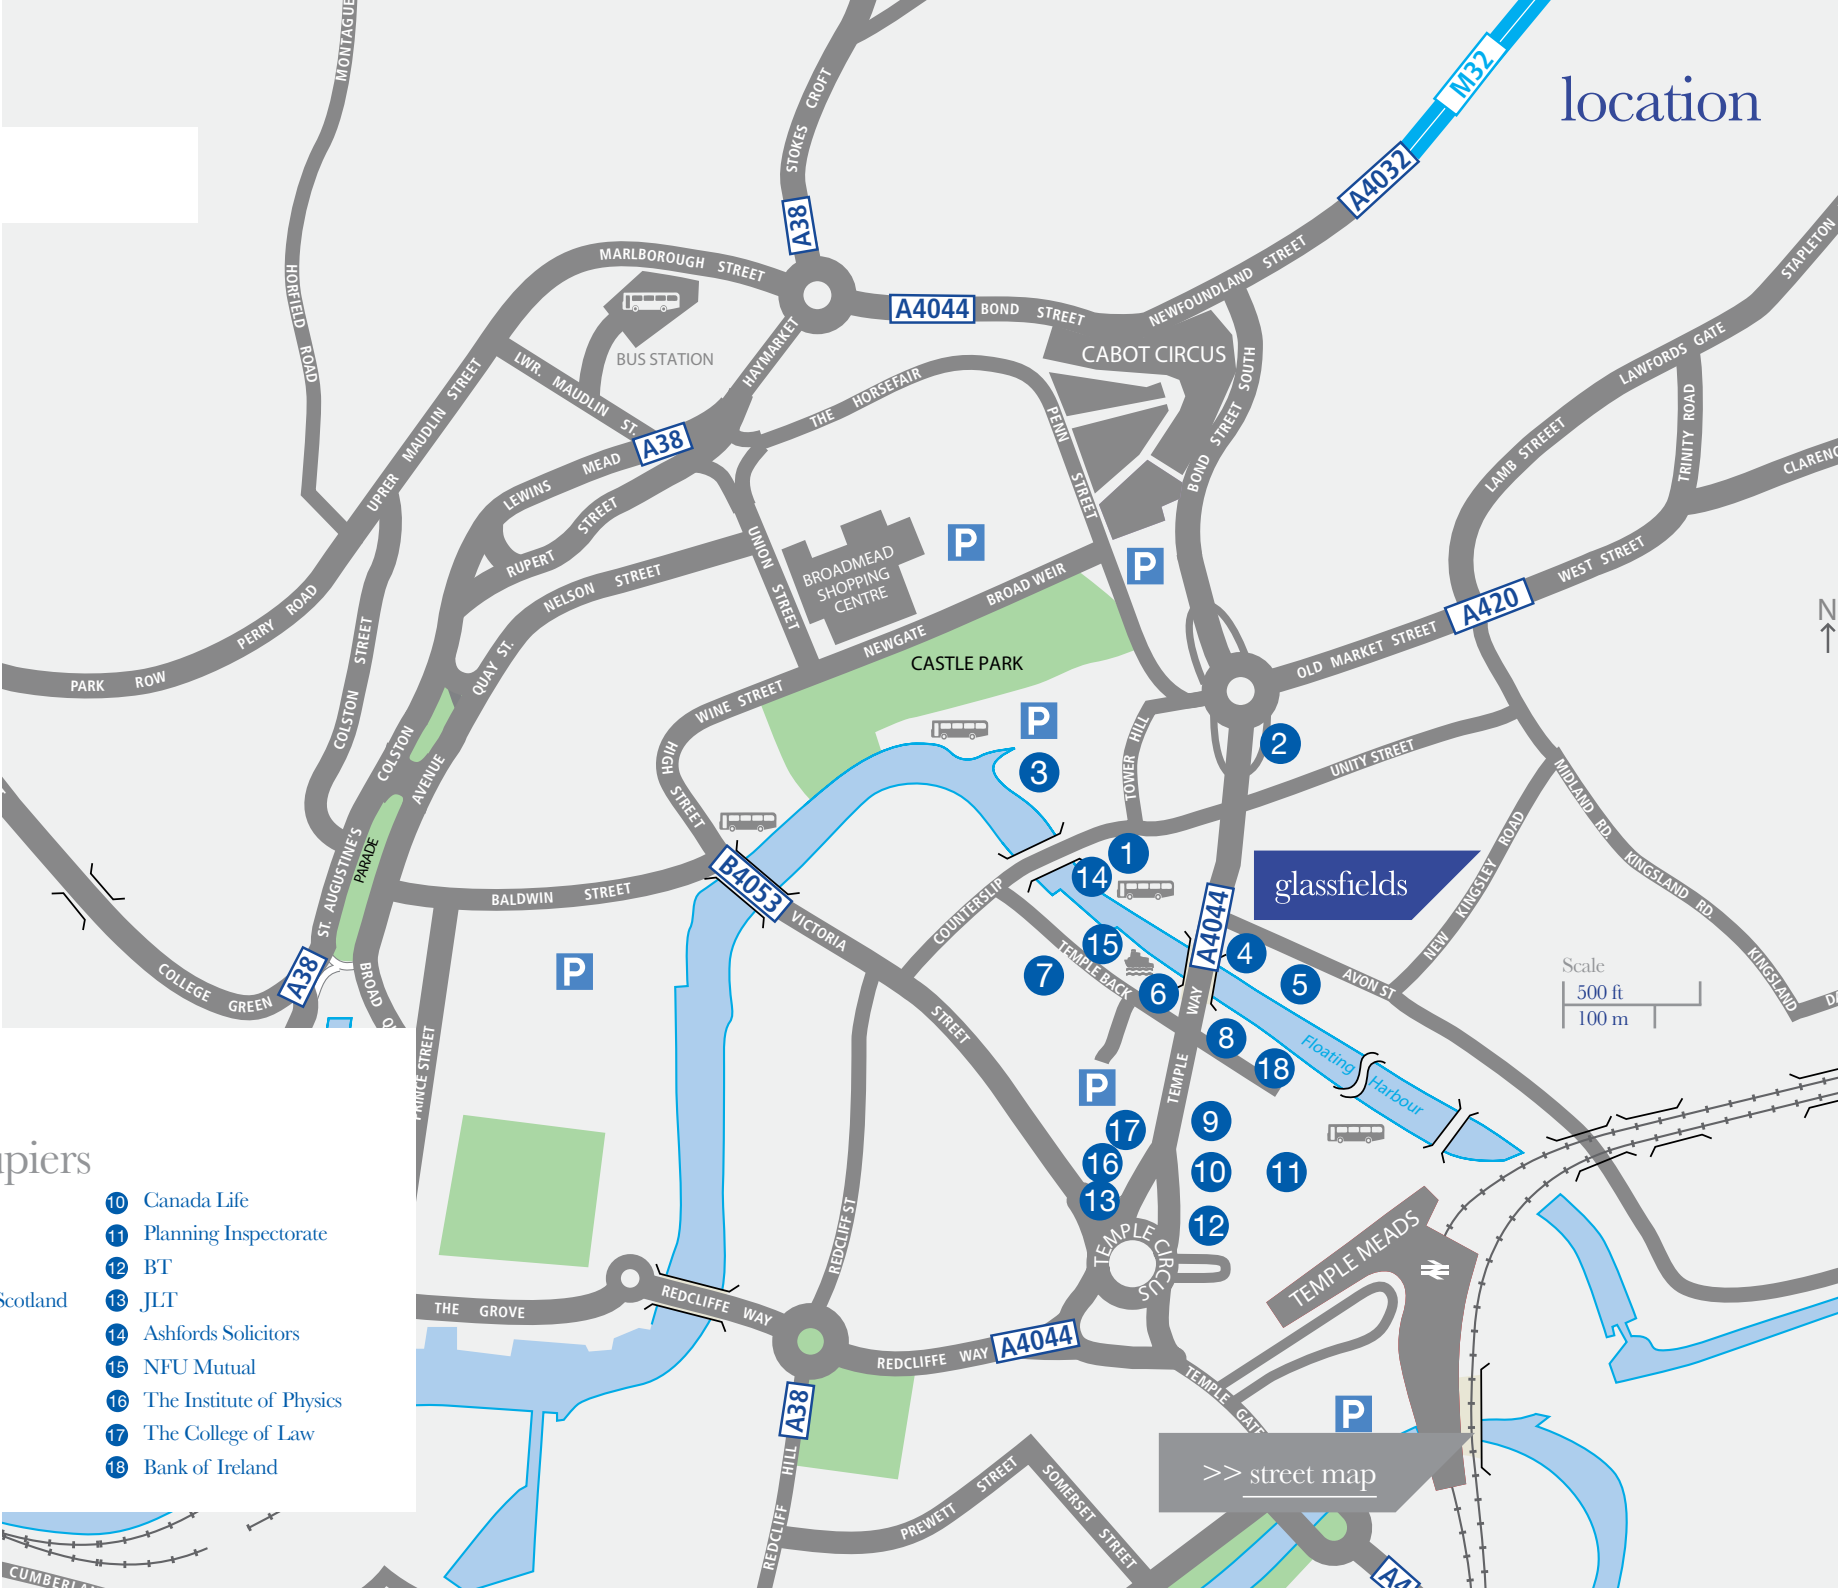 location
MONTAGUE
STOKES CROFT
M32
A4032
A38
MARLBOROUGH STREET
A4044
BOND STREET
NEWFOUNDLAND STREET
STAPLETON
HORFIELD ROAD
BUS STATION
HAYMARKET
CABOT CIRCUS
LWR. MAUDLIN ST.
THE HORSEFAIR
BOND STREET SOUTH
LAWFORDS GATE
TRINITY ROAD
UPRER MAUDLIN STREET
A38
PENN STREET
LAMB STREEET
LEWINS MEAD
RUPERT STREET
NELSON STREET
UNION STREET
BROADMEAD
SHOPPING
CENTRE
P
P
BROAD WEIR
NEWGATE
WEST STREET
A420
N
PERRY ROAD
PARK ROW
COLSTON STREET
QUAY ST.
CASTLE PARK
OLD MARKET STREET
WINE STREET
P
2
3
TOWER HILL
UNITY STREET
COLSTON AVENUE
HIGH STREET
MIDLAND RD.
ST. AUGUSTINE'S
PARADE
BALDWIN STREET
B4053
VICTORIA STREET
COUNTERSLIP
1
14
glassfields
NEW KINGSLEY ROAD
KINGSLAND RD.
KINGSLAND
A4044
4
15
TEMPLE BACK
7
6
5
AVON ST
Scale
500 ft
100 m
COLLEGE GREEN
A38
BROAD
P
8
18
Floating
Harbour
TEMPLE WAY
P
PRINCE STREET
17
9
16
10
11
13
12
TEMPLE CIRCUS
REDCLIFF ST
TEMPLE MEADS
THE GROVE
REDCLIFFE WAY
REDCLIFFE WAY
A4044
TEMPLE GATE
A38
P
REDCLIFF HILL
>> street map
PREWETT STREET
SOMERSET STREET
10 Canada Life
11 Planning Inspectorate
12 BT
Scotland
13 JLT
14 Ashfords Solicitors
15 NFU Mutual
16 The Institute of Physics
17 The College of Law
18 Bank of Ireland